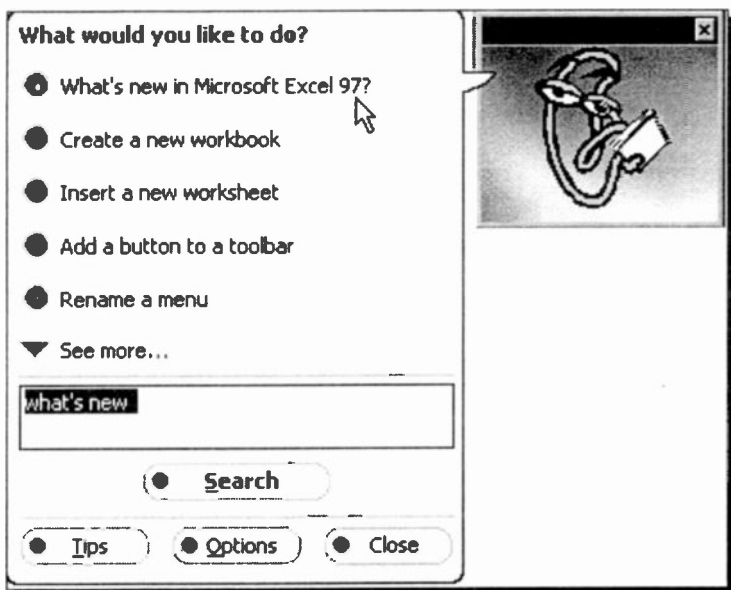 What would you like to do?
What's new in Microsoft Excel 97?
Create a new workbook
Insert a new worksheet
Add a button to a toolbar
Rename a menu
See more...
what's new
Search
Tips Options Close